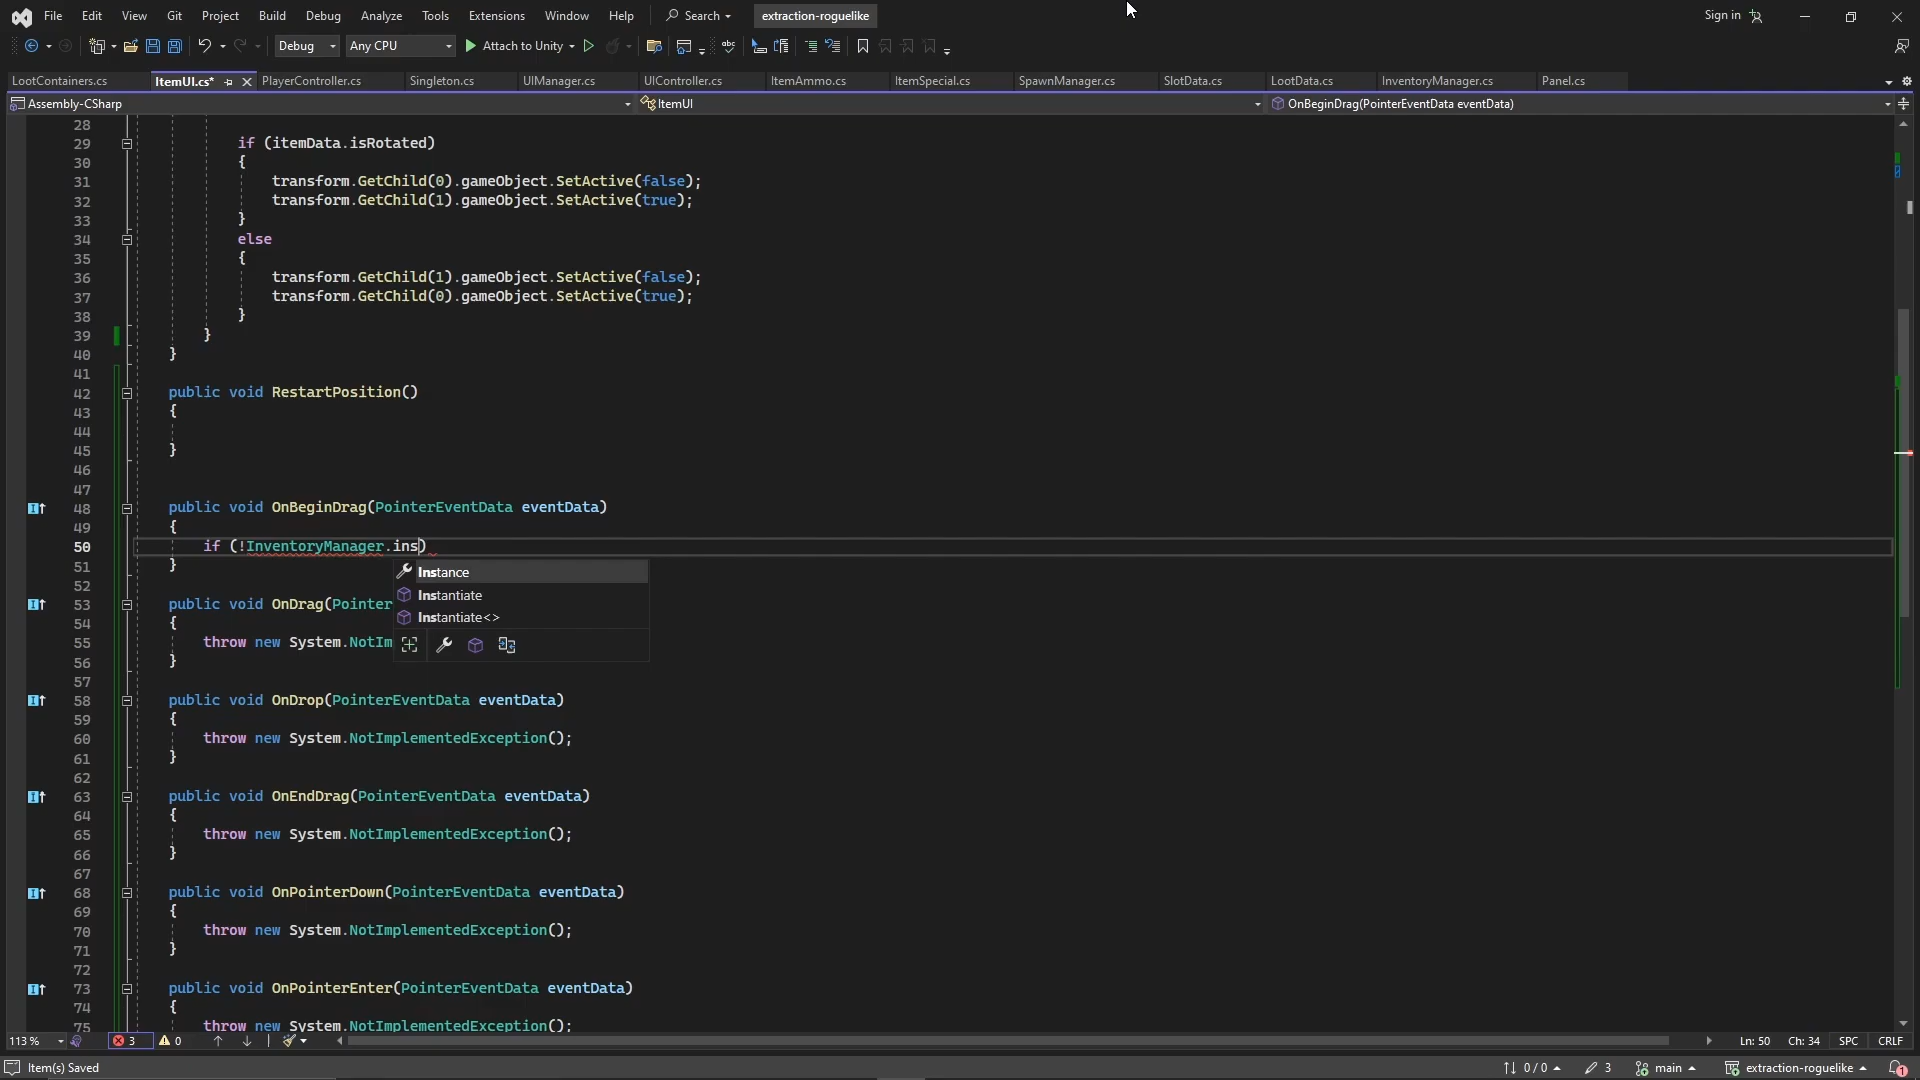 File Edit View Git Project Build Debug Analyze Tools Extensions Window Help Search extraction-roguelike Sign in
Debug Any CPU Attach to Unity
LootContainers.cs ItemUI.cs* PlayerController.cs Singleton.cs UIManager.cs UIController.cs ItemAmmo.cs ItemSpecial.cs SpawnManager.cs SlotData.cs LootData.cs InventoryManager.cs Panel.cs
Assembly-CSharp ItemUI OnBeginDrag(PointerEventData eventData)
28
29 if (itemData.isRotated)
30 {
31 transform.GetChild(0).gameObject.SetActive(false);
32 transform.GetChild(1).gameObject.SetActive(true);
33 }
34 else
35 {
36 transform.GetChild(1).gameObject.SetActive(false);
37 transform.GetChild(0).gameObject.SetActive(true);
38 }
39 }
40 }
41
42 public void RestartPosition()
43 {
44
45 }
46
47
48 public void OnBeginDrag(PointerEventData eventData)
49 {
50 if (!InventoryManager.ins)
51 }
Instance
52
Instantiate
53 public void OnDrag(Pointer
Instantiate<>
54 {
55 throw new System.NotIm
56 }
57
58 public void OnDrop(PointerEventData eventData)
59 {
60 throw new System.NotImplementedException();
61 }
62
63 public void OnEndDrag(PointerEventData eventData)
64 {
65 throw new System.NotImplementedException();
66 }
67
68 public void OnPointerDown(PointerEventData eventData)
69 {
70 throw new System.NotImplementedException();
71 }
72
73 public void OnPointerEnter(PointerEventData eventData)
74 {
75 throw new System.NotImplementedException();
113 % 3 0 Ln: 50 Ch: 34 SPC CRLF
Item(s) Saved 0 / 0 3 main extraction-roguelike 1